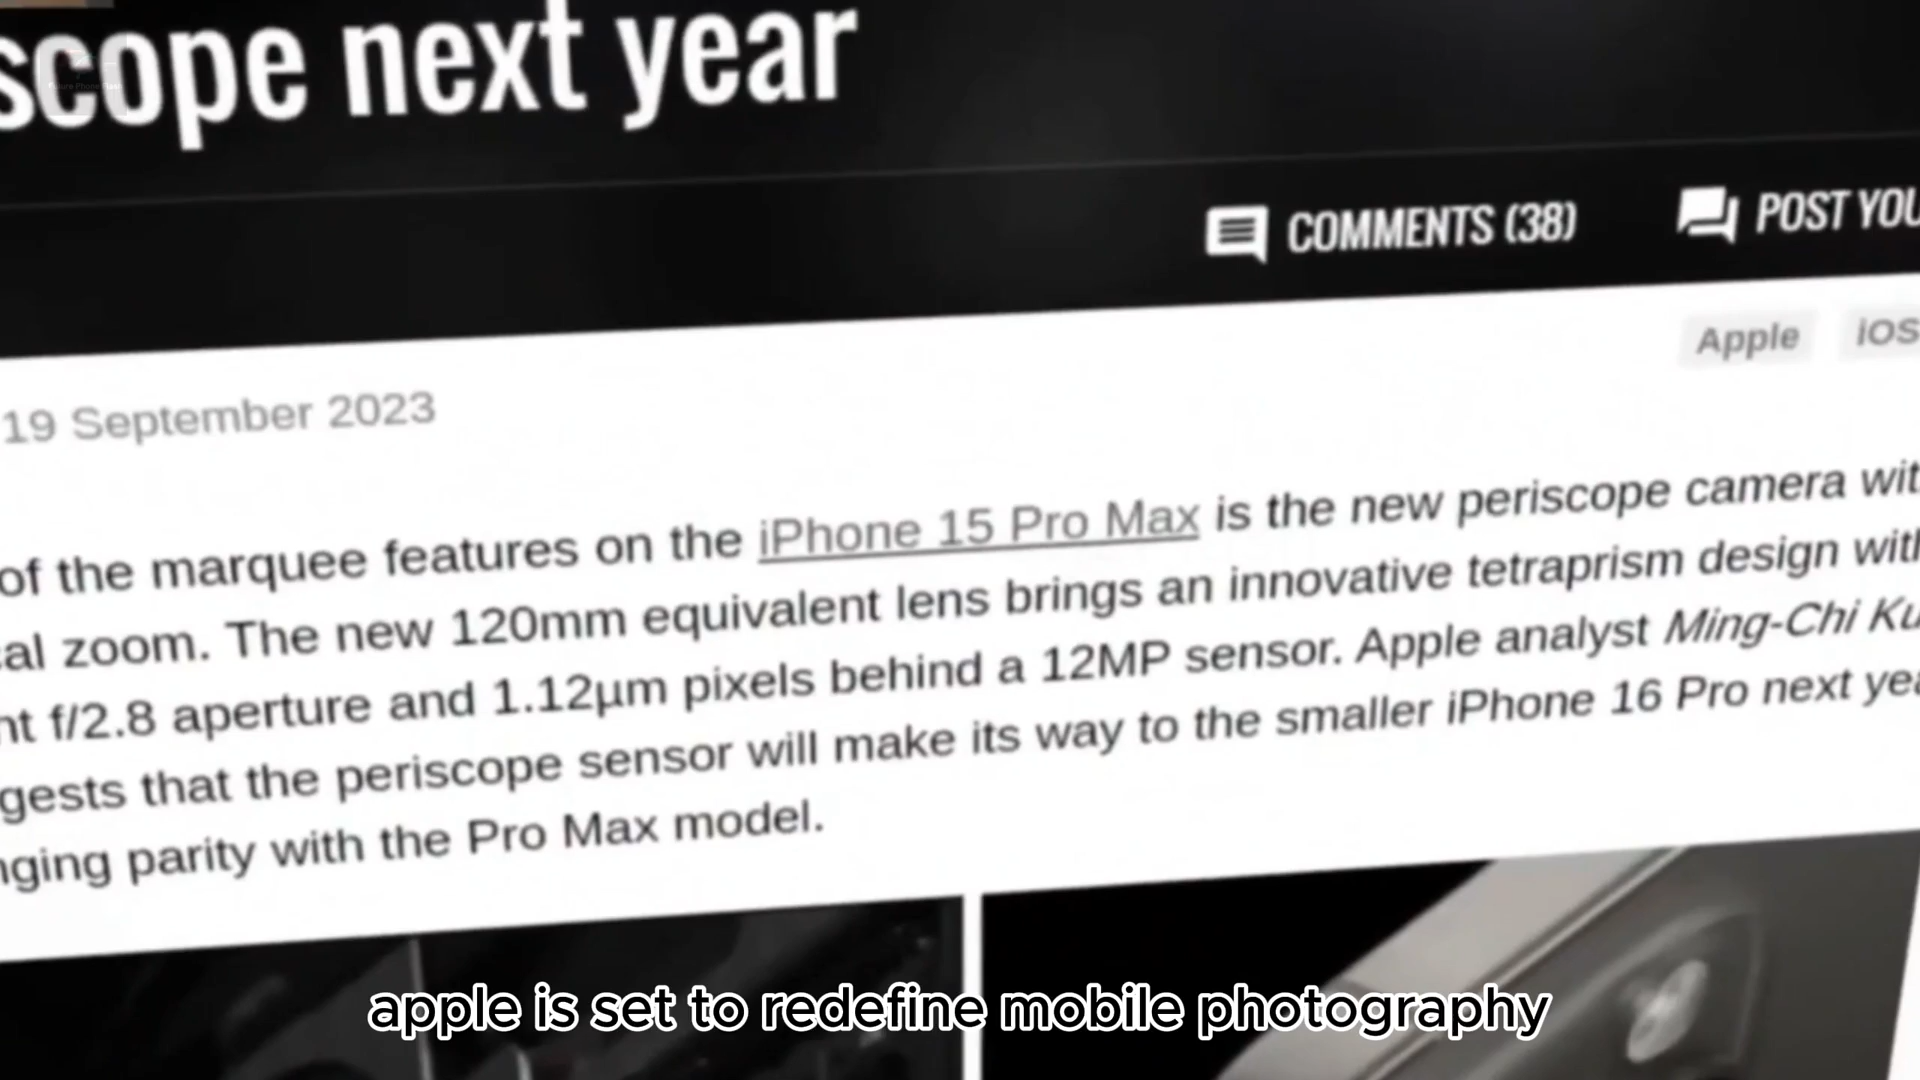 scope next year
COMMENTS (38)
POST YOU
Apple
iOS
19 September 2023
of the marquee features on the iPhone 15 Pro Max is the new periscope camera wit
cal zoom. The new 120mm equivalent lens brings an innovative tetraprism design with
nt f/2.8 aperture and 1.12µm pixels behind a 12MP sensor. Apple analyst Ming-Chi Ku
gests that the periscope sensor will make its way to the smaller iPhone 16 Pro next yea
nging parity with the Pro Max model.
apple is set to redefine mobile photography